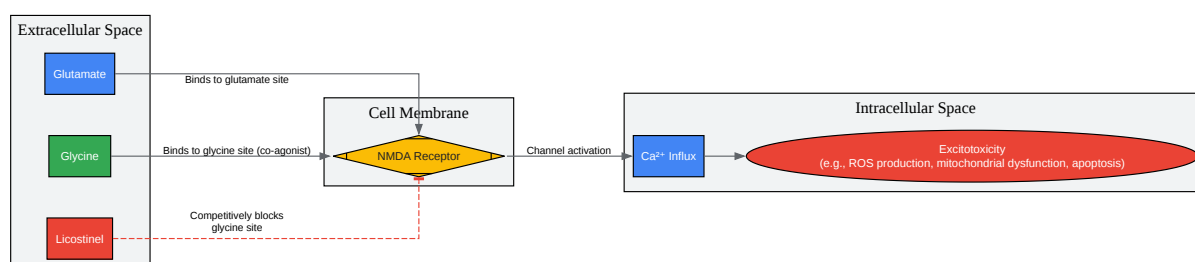 Extracellular Space
Glutamate
Binds to glutamate site
Cell Membrane
Glycine
Binds to glycine site (co-agonist)
NMDA Receptor
Channel activation
Intracellular Space
Ca²⁺ Influx
Excitotoxicity
(e.g., ROS production, mitochondrial dysfunction, apoptosis)
Licostinel
Competitively blocks
glycine site